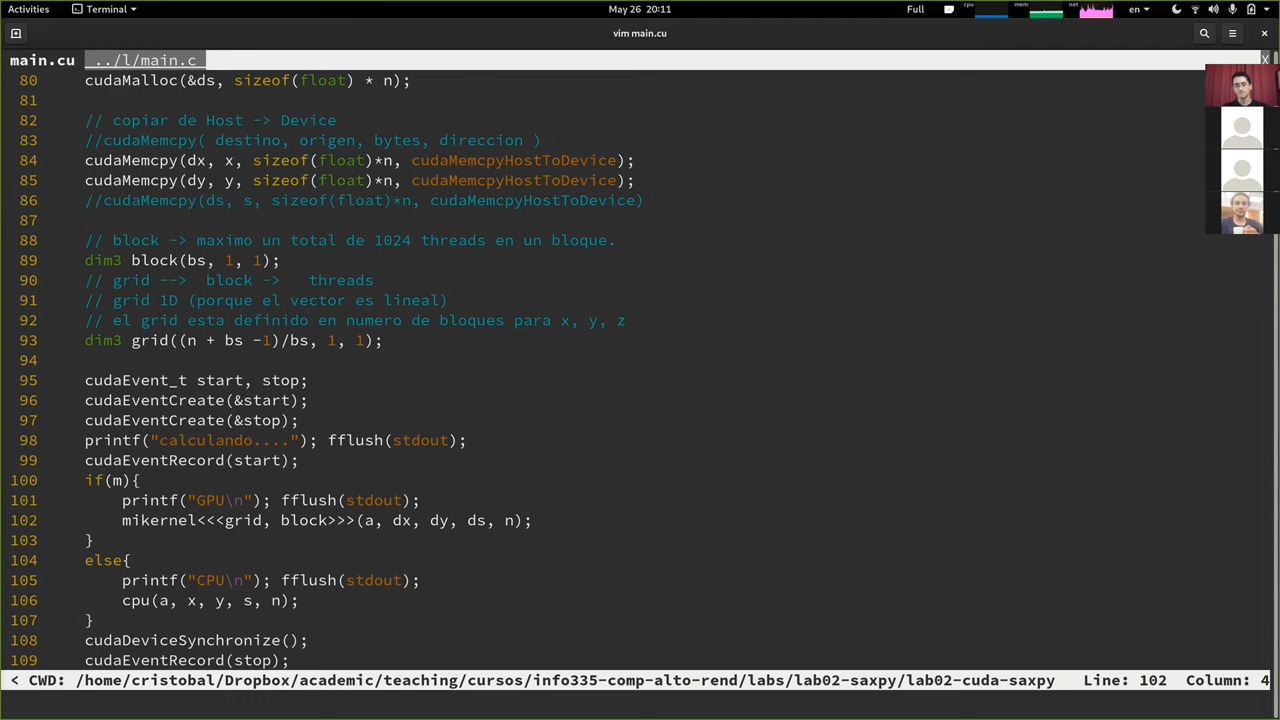 Activities Terminal May 26 20:11 Full cpu mem net en
vim main.cu
main.cu ../l/main.c X
80 cudaMalloc(&ds, sizeof(float) * n);
81
82 // copiar de Host -> Device
83 //cudaMemcpy( destino, origen, bytes, direccion )
84 cudaMemcpy(dx, x, sizeof(float)*n, cudaMemcpyHostToDevice);
85 cudaMemcpy(dy, y, sizeof(float)*n, cudaMemcpyHostToDevice);
86 //cudaMemcpy(ds, s, sizeof(float)*n, cudaMemcpyHostToDevice)
87
88 // block -> maximo un total de 1024 threads en un bloque.
89 dim3 block(bs, 1, 1);
90 // grid --> block -> threads
91 // grid 1D (porque el vector es lineal)
92 // el grid esta definido en numero de bloques para x, y, z
93 dim3 grid((n + bs -1)/bs, 1, 1);
94
95 cudaEvent_t start, stop;
96 cudaEventCreate(&start);
97 cudaEventCreate(&stop);
98 printf("calculando...."); fflush(stdout);
99 cudaEventRecord(start);
100 if(m){
101 printf("GPU\n"); fflush(stdout);
102 mikernel<<<grid, block>>>(a, dx, dy, ds, n);
103 }
104 else{
105 printf("CPU\n"); fflush(stdout);
106 cpu(a, x, y, s, n);
107 }
108 cudaDeviceSynchronize();
109 cudaEventRecord(stop);
< CWD: /home/cristobal/Dropbox/academic/teaching/cursos/info335-comp-alto-rend/labs/lab02-saxpy/lab02-cuda-saxpy Line: 102 Column: 4